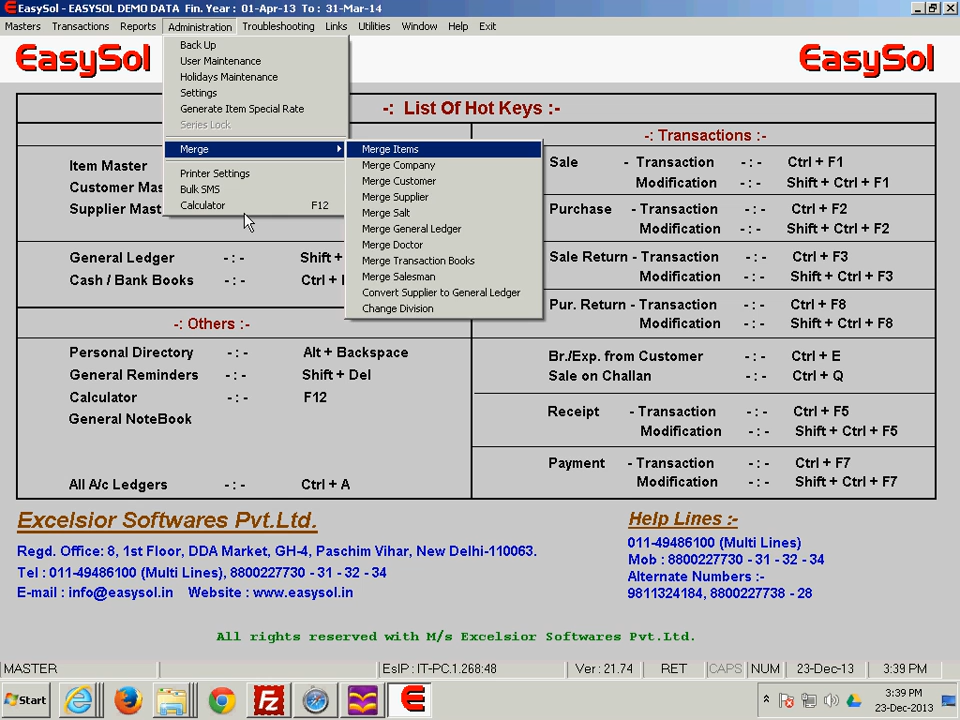 EasySol - EASYSOL DEMO DATA Fin. Year : 01-Apr-13 To : 31-Mar-14
Masters Transactions Reports Administration Troubleshooting Links Utilities Window Help Exit
EasySol
EasySol
Back Up
User Maintenance
Holidays Maintenance
Settings
Generate Item Special Rate
Series Lock
Merge
Printer Settings
Bulk SMS
Calculator F12
Merge Items
Merge Company
Merge Customer
Merge Supplier
Merge Salt
Merge General Ledger
Merge Doctor
Merge Transaction Books
Merge Salesman
Convert Supplier to General Ledger
Change Division
-: List Of Hot Keys :-
Item Master
Customer Mas
Supplier Mast
General Ledger -:- Shift +
Cash / Bank Books -:- Ctrl +
-: Others :-
Personal Directory -:- Alt + Backspace
General Reminders -:- Shift + Del
Calculator -:- F12
General NoteBook
All A/c Ledgers -:- Ctrl + A
-: Transactions :-
Sale - Transaction -:- Ctrl + F1
Modification -:- Shift + Ctrl + F1
Purchase - Transaction -:- Ctrl + F2
Modification -:- Shift + Ctrl + F2
Sale Return - Transaction -:- Ctrl + F3
Modification -:- Shift + Ctrl + F3
Pur. Return - Transaction -:- Ctrl + F8
Modification -:- Shift + Ctrl + F8
Br./Exp. from Customer -:- Ctrl + E
Sale on Challan -:- Ctrl + Q
Receipt - Transaction -:- Ctrl + F5
Modification -:- Shift + Ctrl + F5
Payment - Transaction -:- Ctrl + F7
Modification -:- Shift + Ctrl + F7
Excelsior Softwares Pvt.Ltd.
Regd. Office: 8, 1st Floor, DDA Market, GH-4, Paschim Vihar, New Delhi-110063.
Tel : 011-49486100 (Multi Lines), 8800227730 - 31 - 32 - 34
E-mail : info@easysol.in Website : www.easysol.in
Help Lines :-
011-49486100 (Multi Lines)
Mob : 8800227730 - 31 - 32 - 34
Alternate Numbers :-
9811324184, 8800227738 - 28
All rights reserved with M/s Excelsior Softwares Pvt.Ltd.
MASTER EsIP : IT-PC.1.268:48 Ver : 21.74 RET CAPS NUM 23-Dec-13 3:39 PM
Start
3:39 PM
23-Dec-2013